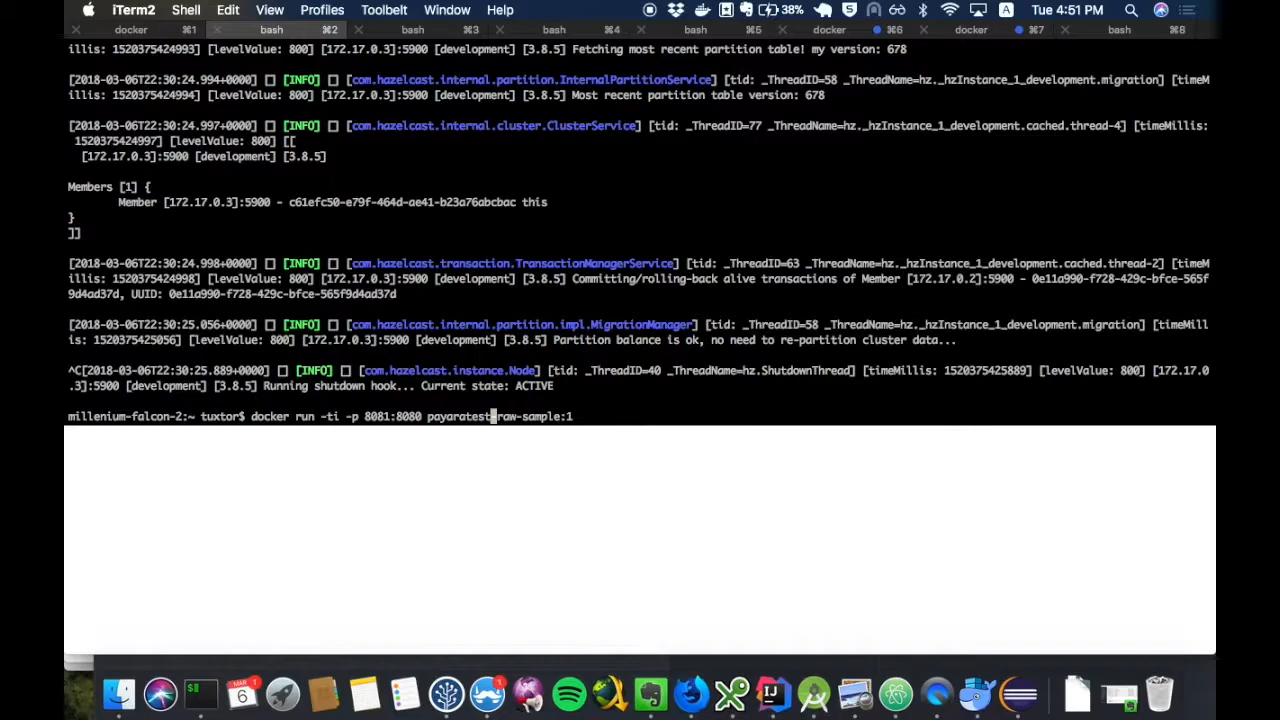 iTerm2 Shell Edit View Profiles Toolbelt Window Help 38% A Tue 4:51 PM
docker ⌘1 bash ⌘2 bash ⌘3 bash ⌘4 bash ⌘5 docker ⌘6 docker ⌘7 bash ⌘8
illis: 1520375424993] [levelValue: 800] [172.17.0.3]:5900 [development] [3.8.5] Fetching most recent partition table! my version: 678
[2018-03-06T22:30:24.994+0000] [INFO] [com.hazelcast.internal.partition.InternalPartitionService] [tid: _ThreadID=58 _ThreadName=hz._hzInstance_1_development.migration] [timeM
illis: 1520375424994] [levelValue: 800] [172.17.0.3]:5900 [development] [3.8.5] Most recent partition table version: 678
[2018-03-06T22:30:24.997+0000] [INFO] [com.hazelcast.internal.cluster.ClusterService] [tid: _ThreadID=77 _ThreadName=hz._hzInstance_1_development.cached.thread-4] [timeMillis:
1520375424997] [levelValue: 800] [[
[172.17.0.3]:5900 [development] [3.8.5]
Members [1] {
Member [172.17.0.3]:5900 - c61efc50-e79f-464d-ae41-b23a76abcbac this
}
]]
[2018-03-06T22:30:24.998+0000] [INFO] [com.hazelcast.transaction.TransactionManagerService] [tid: _ThreadID=63 _ThreadName=hz._hzInstance_1_development.cached.thread-2] [timeM
illis: 1520375424998] [levelValue: 800] [172.17.0.3]:5900 [development] [3.8.5] Committing/rolling-back alive transactions of Member [172.17.0.2]:5900 - 0e11a990-f728-429c-bfce-565f
9d4ad37d, UUID: 0e11a990-f728-429c-bfce-565f9d4ad37d
[2018-03-06T22:30:25.056+0000] [INFO] [com.hazelcast.internal.partition.impl.MigrationManager] [tid: _ThreadID=58 _ThreadName=hz._hzInstance_1_development.migration] [timeMill
is: 1520375425056] [levelValue: 800] [172.17.0.3]:5900 [development] [3.8.5] Partition balance is ok, no need to re-partition cluster data...
^C[2018-03-06T22:30:25.889+0000] [INFO] [com.hazelcast.instance.Node] [tid: _ThreadID=40 _ThreadName=hz.ShutdownThread] [timeMillis: 1520375425889] [levelValue: 800] [172.17.0
.3]:5900 [development] [3.8.5] Running shutdown hook... Current state: ACTIVE
millenium-falcon-2:~ tuxtor$ docker run -ti -p 8081:8080 payaratest-raw-sample:1